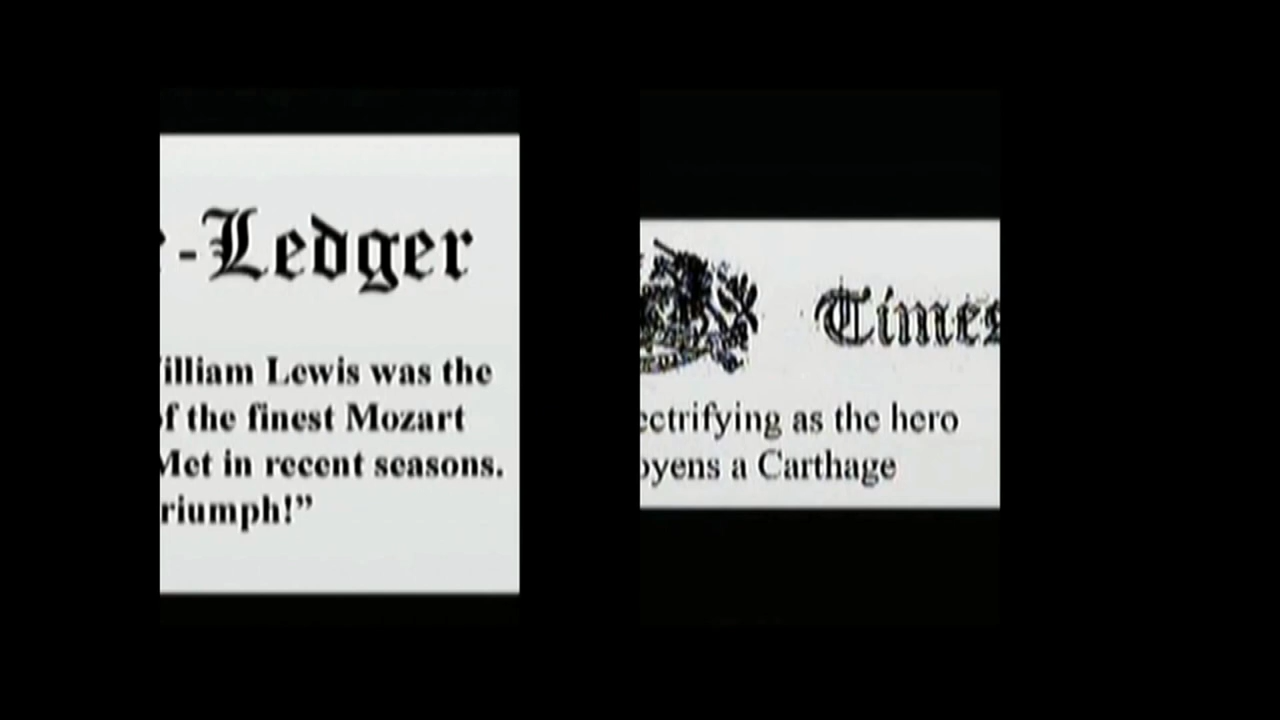 -Ledger
illiam Lewis was the
of the finest Mozart
Met in recent seasons.
riumph!”
Times
ectrifying as the hero
oyens a Carthage